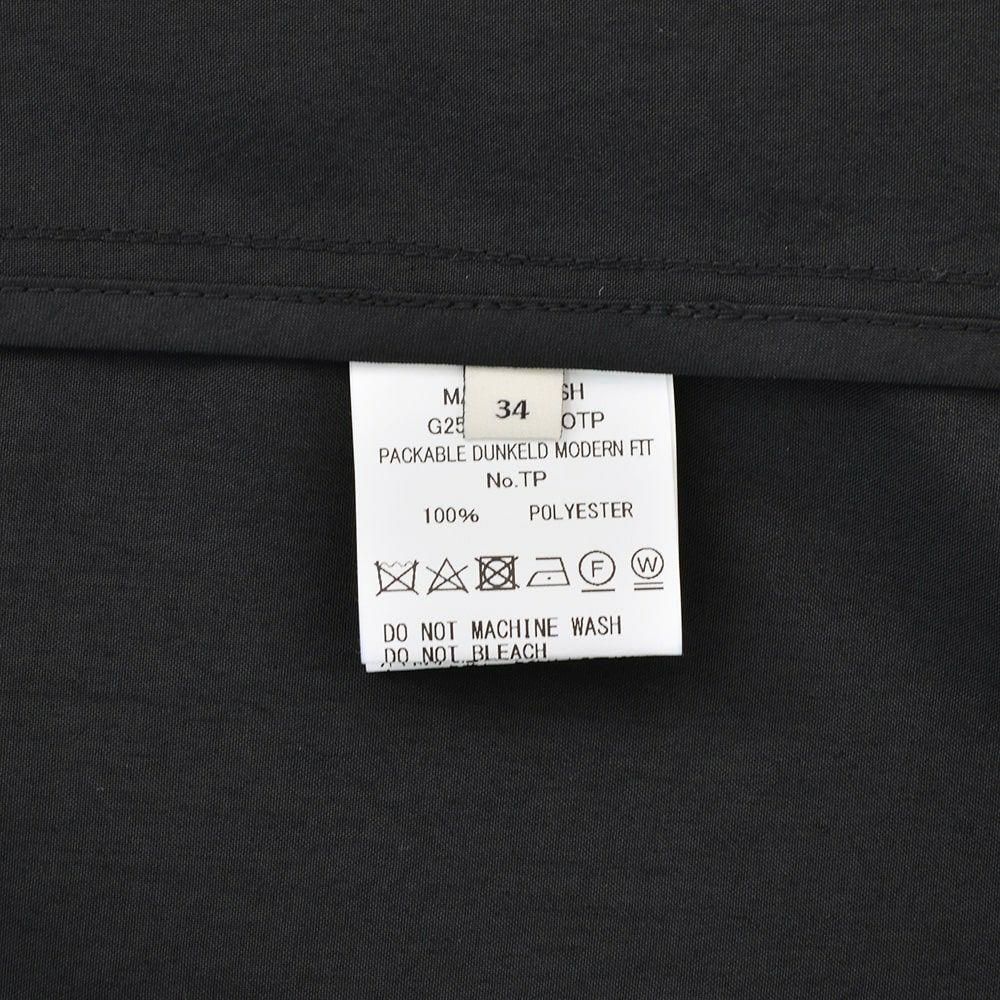 34
PACKABLE DUNKELD MODERN FIT
No.TP
100% POLYESTER
F W
DO NOT MACHINE WASH
DO NOT BLEACH